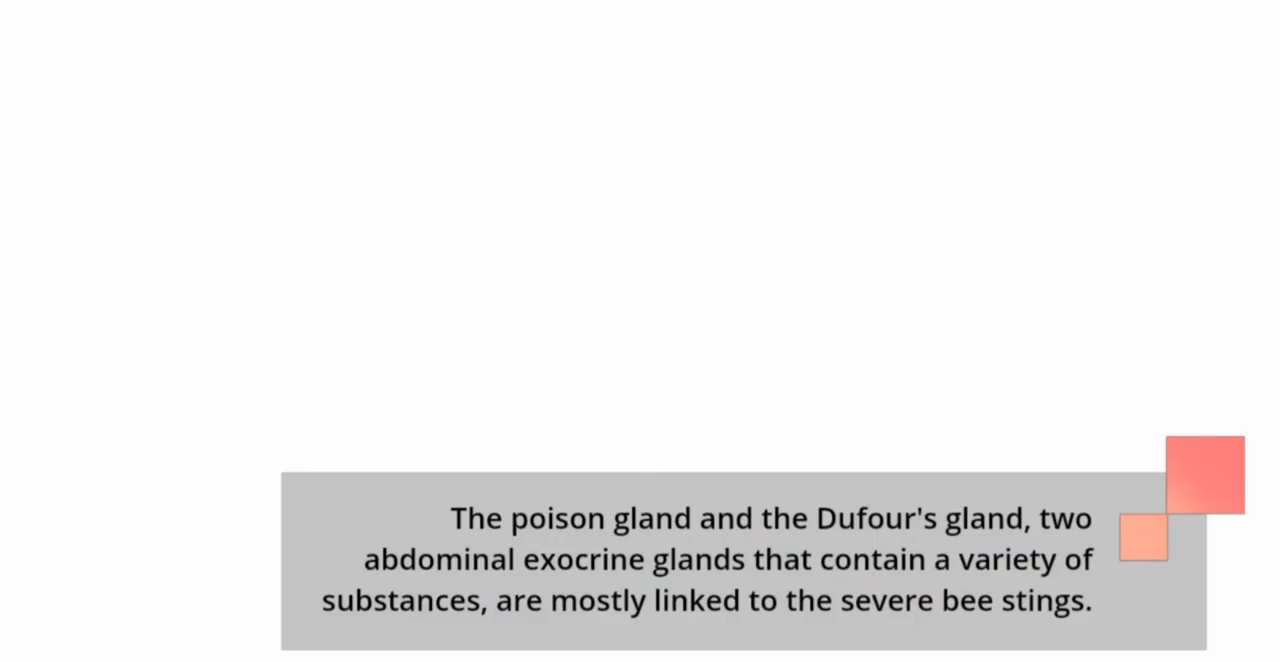 The poison gland and the Dufour's gland, two
abdominal exocrine glands that contain a variety of
substances, are mostly linked to the severe bee stings.